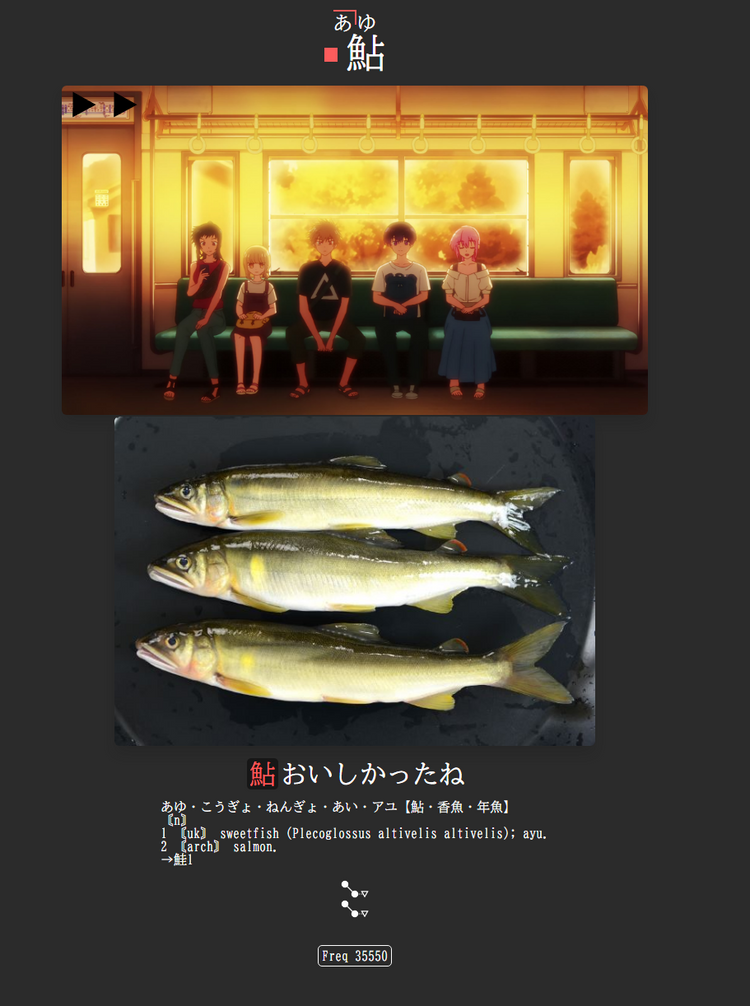 あゆ
鮎
鮎おいしかったね
あゆ・こうぎょ・ねんぎょ・あい・アユ【鮎・香魚・年魚】
〘n〙
1 〘uk〙 sweetfish (Plecoglossus altivelis altivelis); ayu.
2 〘arch〙 salmon.
→鮭1
Freq 35550